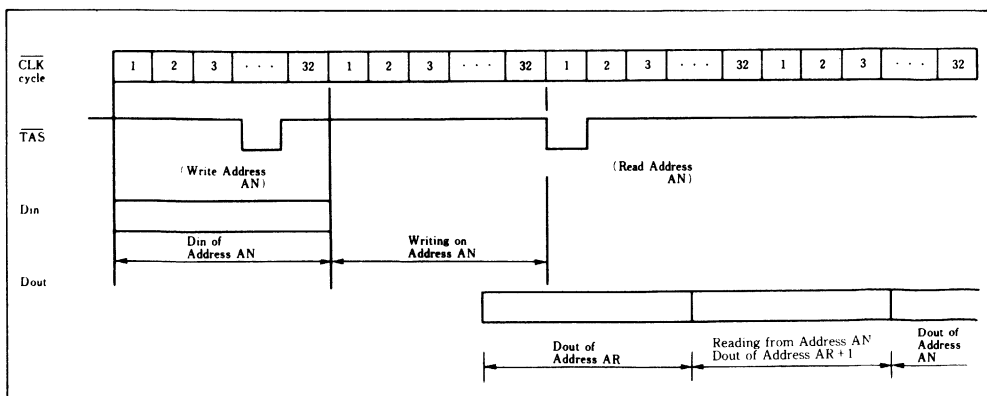 CLK
cycle
1 2 3 · · · 32 1 2 3 · · · 32 1 2 3 · · · 32 1 2 3 · · · 32
TAS
(Write Address
AN)
(Read Address
AN)
Din
Din of
Address AN
Writing on
Address AN
Dout
Dout of
Address AR
Reading from Address AN
Dout of Address AR+1
Dout of
Address
AN